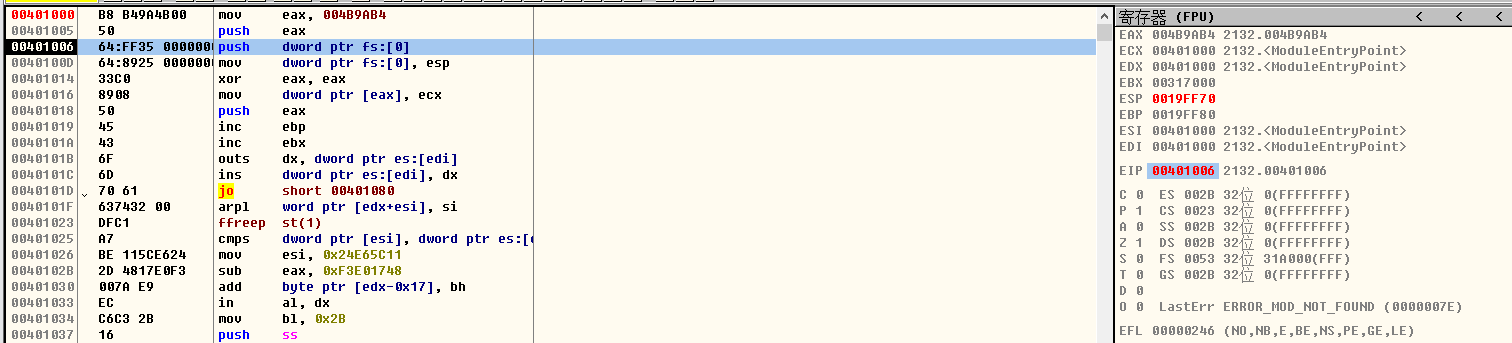 00401000 B8 B49A4B00 mov eax, 004B9AB4
00401005 50 push eax
00401006 64:FF35 0000000 push dword ptr fs:[0]
0040100D 64:8925 0000000 mov dword ptr fs:[0], esp
00401014 33C0 xor eax, eax
00401016 8908 mov dword ptr [eax], ecx
00401018 50 push eax
00401019 45 inc ebp
0040101A 43 inc ebx
0040101B 6F outs dx, dword ptr es:[edi]
0040101C 6D ins dword ptr es:[edi], dx
0040101D 70 61 jo short 00401080
0040101F 637432 00 arpl word ptr [edx+esi], si
00401023 DFC1 ffreep st(1)
00401025 A7 cmps dword ptr [esi], dword ptr es:[e
00401026 BE 115CE624 mov esi, 0x24E65C11
0040102B 2D 4817E0F3 sub eax, 0xF3E01748
00401030 007A E9 add byte ptr [edx-0x17], bh
00401033 EC in al, dx
00401034 C6C3 2B mov bl, 0x2B
00401037 16 push ss
寄存器 (FPU) < < <
EAX 004B9AB4 2132.004B9AB4
ECX 00401000 2132.<ModuleEntryPoint>
EDX 00401000 2132.<ModuleEntryPoint>
EBX 00317000
ESP 0019FF70
EBP 0019FF80
ESI 00401000 2132.<ModuleEntryPoint>
EDI 00401000 2132.<ModuleEntryPoint>
EIP 00401006 2132.00401006
C 0 ES 002B 32位 0(FFFFFFFF)
P 1 CS 0023 32位 0(FFFFFFFF)
A 0 SS 002B 32位 0(FFFFFFFF)
Z 1 DS 002B 32位 0(FFFFFFFF)
S 0 FS 0053 32位 31A000(FFF)
T 0 GS 002B 32位 0(FFFFFFFF)
D 0
O 0 LastErr ERROR_MOD_NOT_FOUND (0000007E)
EFL 00000246 (NO,NB,E,BE,NS,PE,GE,LE)